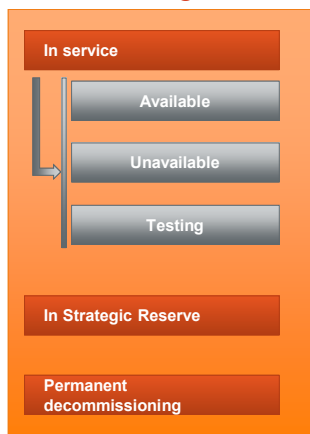 In service
Available
Unavailable
Testing
In Strategic Reserve
Permanent
decommissioning